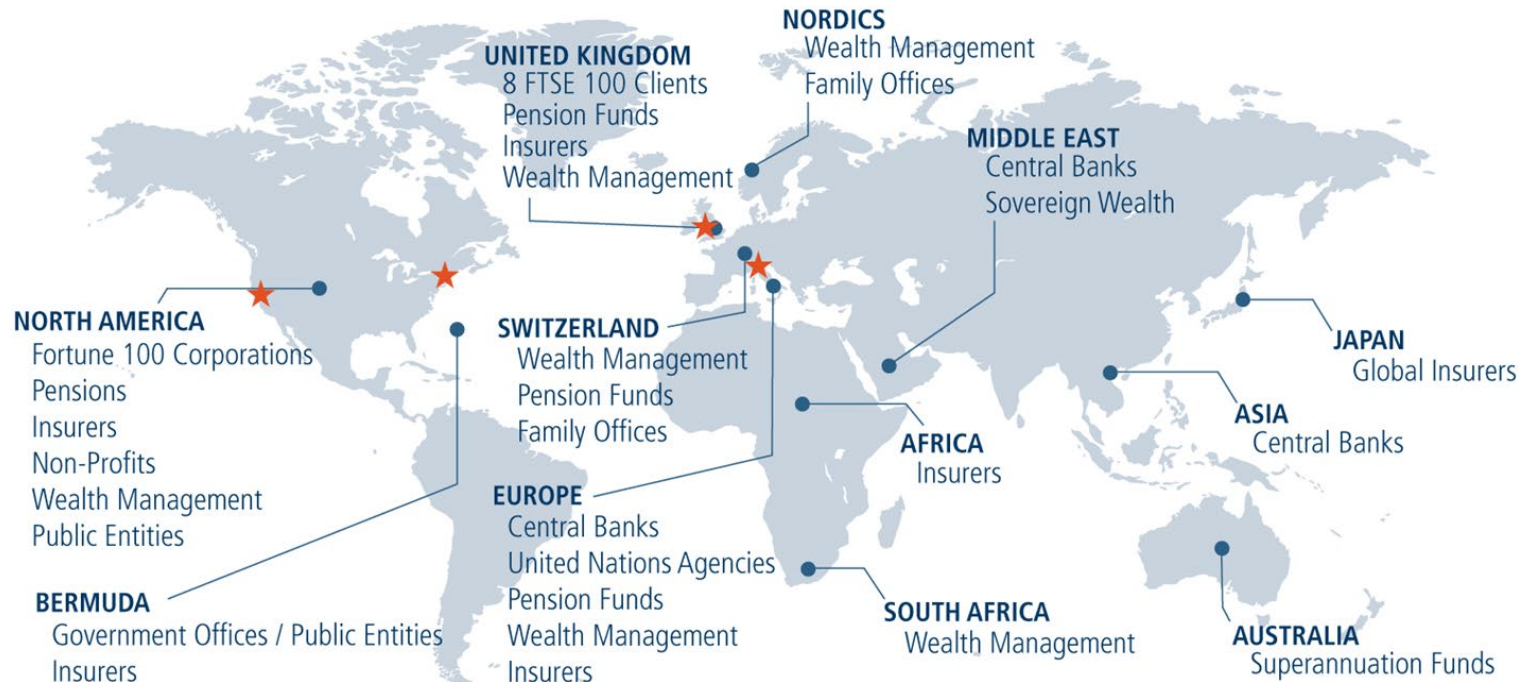 NORDICS
Wealth Management
Family Offices
UNITED KINGDOM
8 FTSE 100 Clients
Pension Funds
Insurers
Wealth Management
MIDDLE EAST
Central Banks
Sovereign Wealth
NORTH AMERICA
Fortune 100 Corporations
Pensions
Insurers
Non-Profits
Wealth Management
Public Entities
SWITZERLAND
Wealth Management
Pension Funds
Family Offices
JAPAN
Global Insurers
ASIA
Central Banks
AFRICA
Insurers
EUROPE
Central Banks
United Nations Agencies
Pension Funds
Wealth Management
Insurers
BERMUDA
Government Offices / Public Entities
Insurers
SOUTH AFRICA
Wealth Management
AUSTRALIA
Superannuation Funds